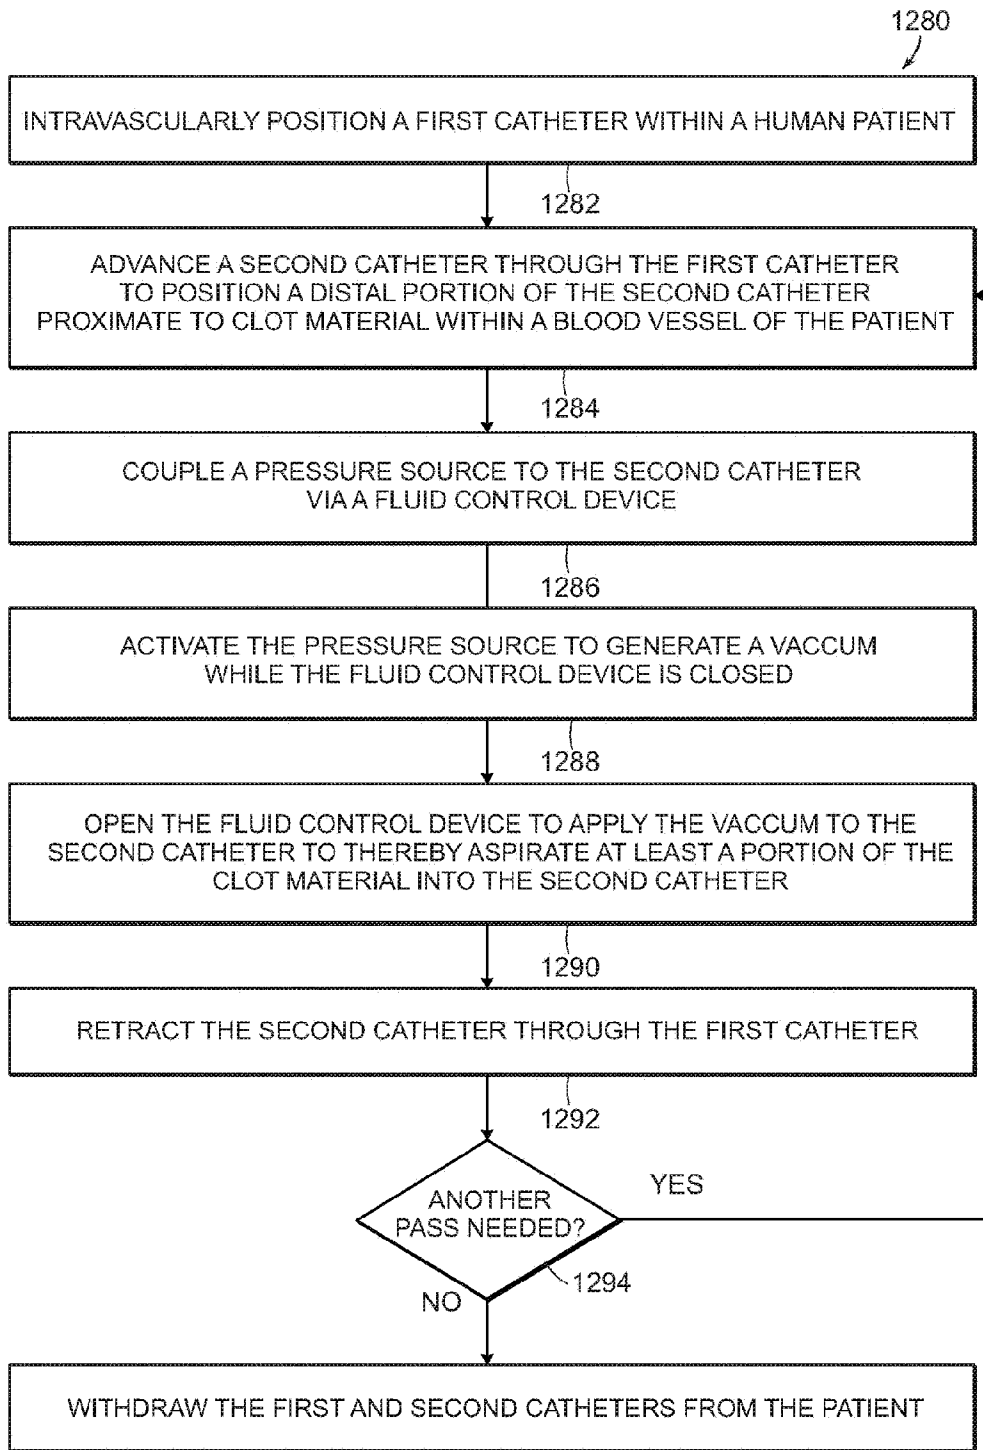 1280
INTRAVASCULARLY POSITION A FIRST CATHETER WITHIN A HUMAN PATIENT
1282
ADVANCE A SECOND CATHETER THROUGH THE FIRST CATHETER
TO POSITION A DISTAL PORTION OF THE SECOND CATHETER
PROXIMATE TO CLOT MATERIAL WITHIN A BLOOD VESSEL OF THE PATIENT
1284
COUPLE A PRESSURE SOURCE TO THE SECOND CATHETER
VIA A FLUID CONTROL DEVICE
1286
ACTIVATE THE PRESSURE SOURCE TO GENERATE A VACCUM
WHILE THE FLUID CONTROL DEVICE IS CLOSED
1288
OPEN THE FLUID CONTROL DEVICE TO APPLY THE VACCUM TO THE
SECOND CATHETER TO THEREBY ASPIRATE AT LEAST A PORTION OF THE
CLOT MATERIAL INTO THE SECOND CATHETER
1290
RETRACT THE SECOND CATHETER THROUGH THE FIRST CATHETER
1292
ANOTHER
PASS NEEDED?
YES
1294
NO
WITHDRAW THE FIRST AND SECOND CATHETERS FROM THE PATIENT